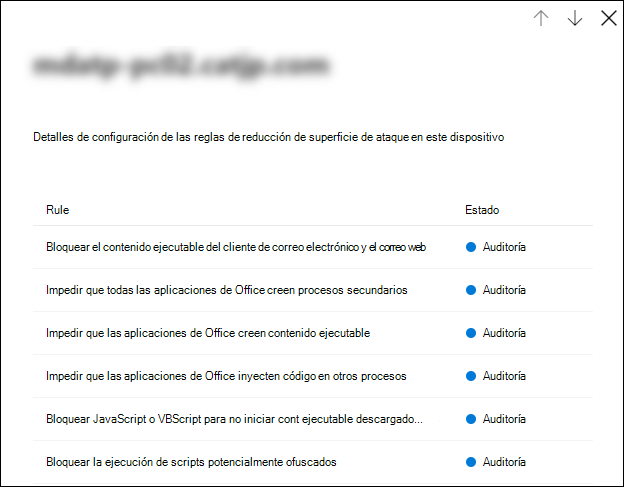 Detalles de configuración de las reglas de reducción de superficie de ataque en este dispositivo
Rule Estado
Bloquear el contenido ejecutable del cliente de correo electrónico y el correo web Auditoría
Impedir que todas las aplicaciones de Office creen procesos secundarios Auditoría
Impedir que las aplicaciones de Office creen contenido ejecutable Auditoría
Impedir que las aplicaciones de Office inyecten código en otros procesos Auditoría
Bloquear JavaScript o VBScript para no iniciar cont ejecutable descargado... Auditoría
Bloquear la ejecución de scripts potencialmente ofuscados Auditoría